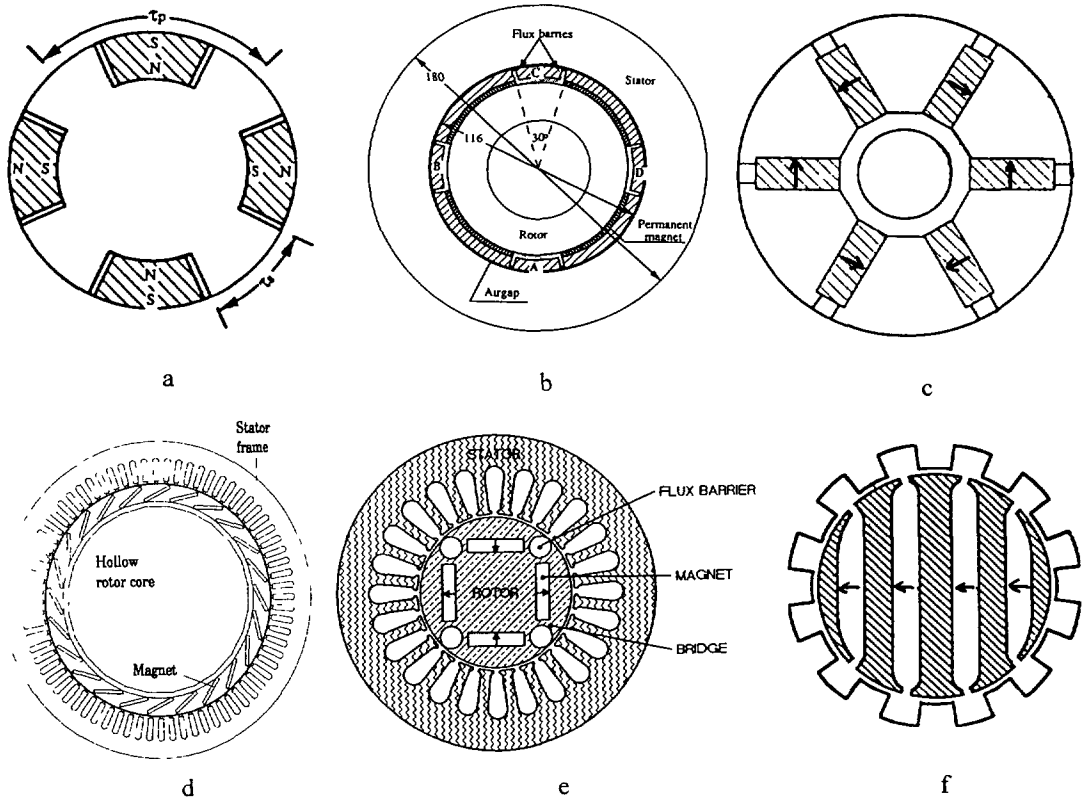 τp
S
N
N S
S N
N
S
τs
a
Flux barries
C
Stator
180
116
30°
B
D
Permanent
magnet
Rotor
A
Airgap
b
c
Stator
frame
Hollow
rotor core
Magnet
d
STATOR
FLUX BARRIER
MAGNET
ROTOR
BRIDGE
e
f